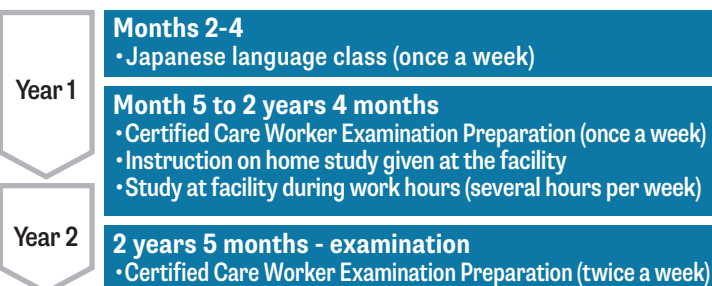 Year 1
Months 2-4
・Japanese language class (once a week)
Month 5 to 2 years 4 months
・Certified Care Worker Examination Preparation (once a week)
・Instruction on home study given at the facility
・Study at facility during work hours (several hours per week)
Year 2
2 years 5 months - examination
・Certified Care Worker Examination Preparation (twice a week)